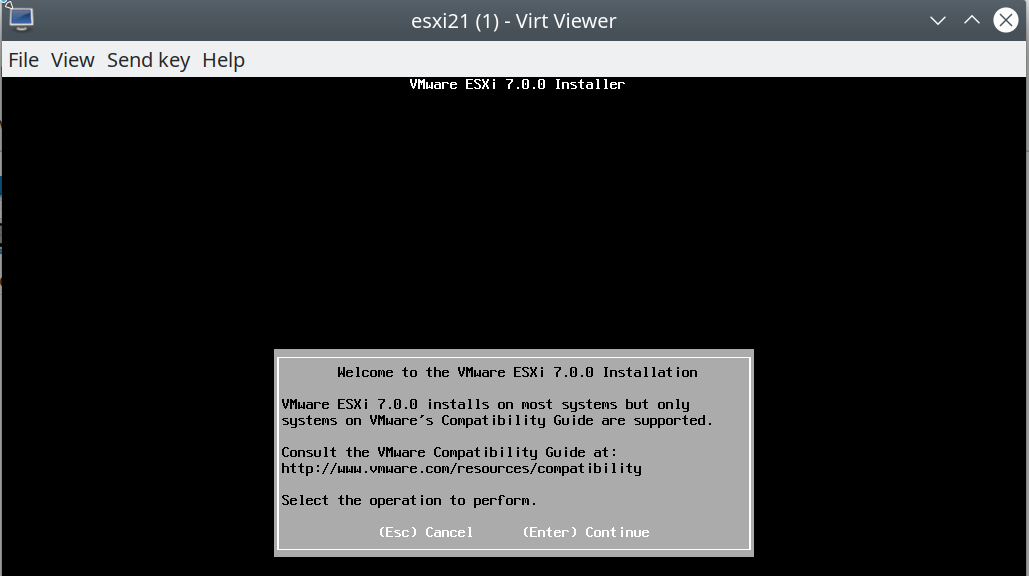 esxi21 (1) - Virt Viewer
File View Send key Help
VMware ESXi 7.0.0 Installer
Welcome to the VMware ESXi 7.0.0 Installation
VMware ESXi 7.0.0 installs on most systems but only
systems on VMware's Compatibility Guide are supported.
Consult the VMware Compatibility Guide at:
http://www.vmware.com/resources/compatibility
Select the operation to perform.
(Esc) Cancel (Enter) Continue